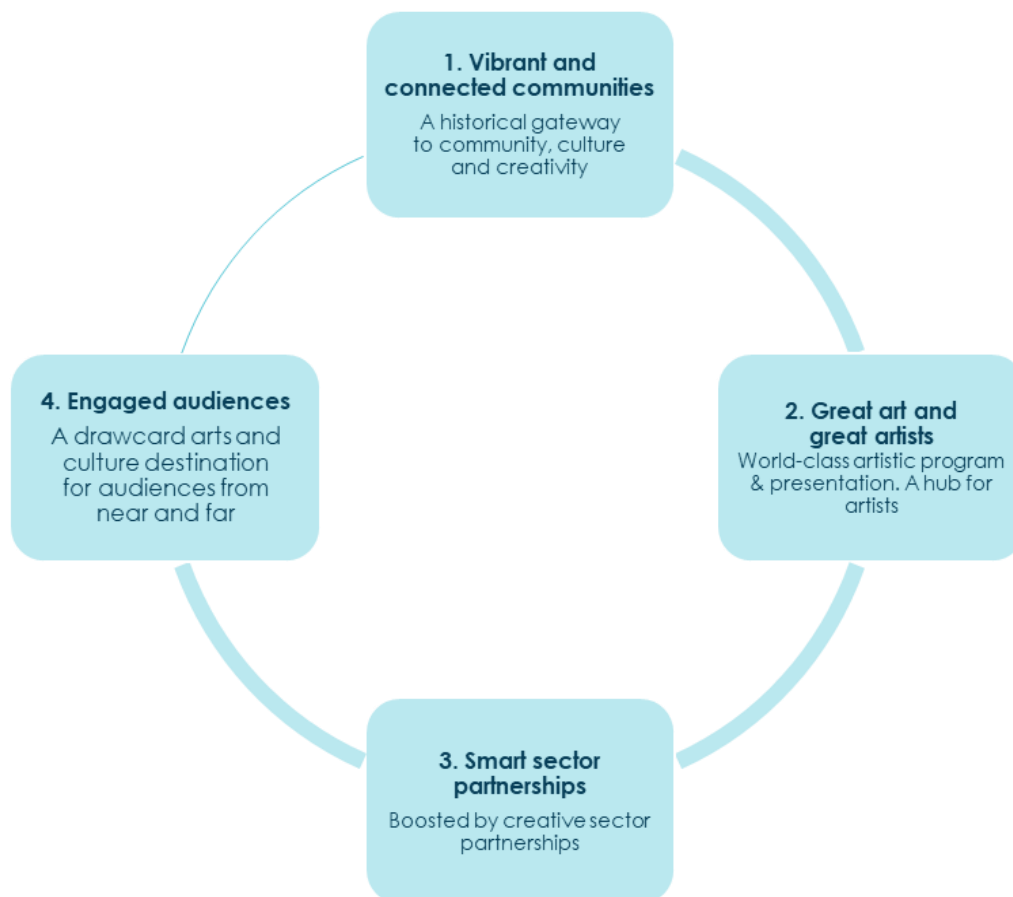 1. Vibrant and
connected communities
A historical gateway
to community, culture
and creativity
2. Great art and
great artists
World-class artistic program
& presentation. A hub for
artists
3. Smart sector
partnerships
Boosted by creative sector
partnerships
4. Engaged audiences
A drawcard arts and
culture destination
for audiences from
near and far